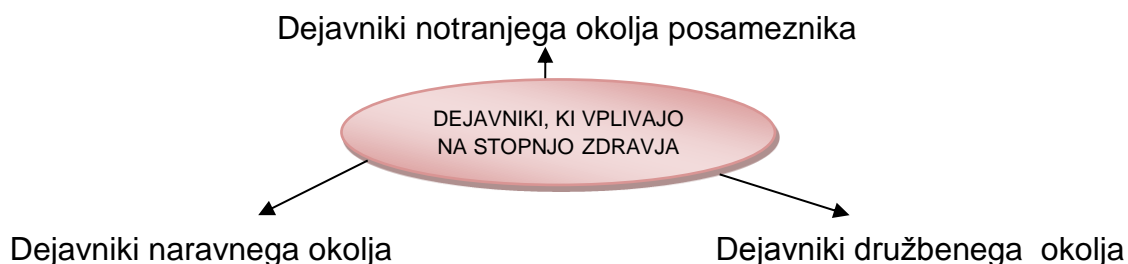 Dejavniki notranjega okolja posameznika
DEJAVNIKI, KI VPLIVAJO
NA STOPNJO ZDRAVJA
Dejavniki naravnega okolja
Dejavniki družbenega  okolja